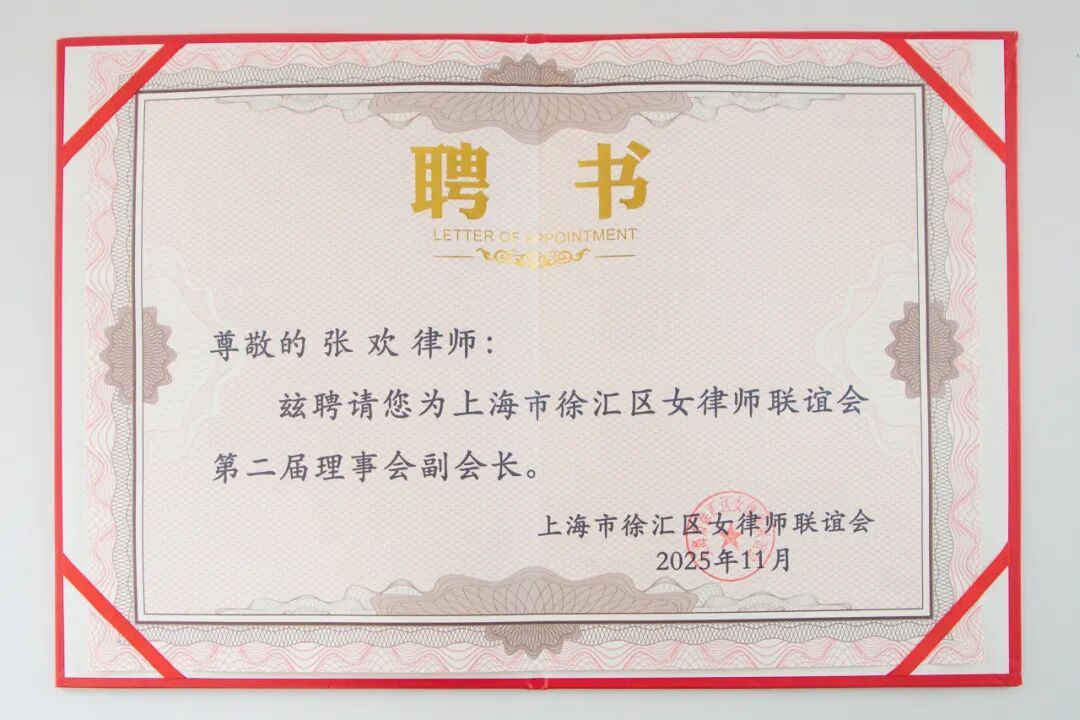 聘 书
LETTER OF APPOINTMENT
尊敬的 张 欢 律师：
兹聘请您为上海市徐汇区女律师联谊会
第二届理事会副会长。
上海市徐汇区女律师联谊会
2025年11月